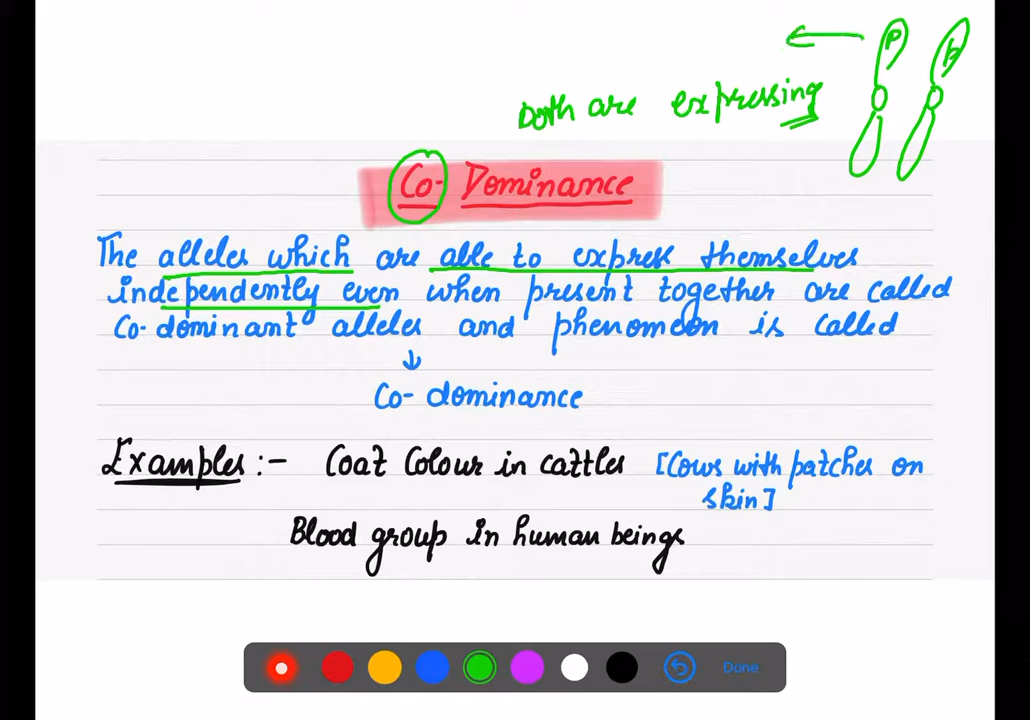 P b
Both are expressing
Co- Dominance
The alleles which are able to express themselves
independently even when present together are called
Co-dominant alleles and phenomeon is called
Co- dominance
Examples :- Coat Colour in cattles [Cows with patches on
skin]
Blood group in human beings
Done